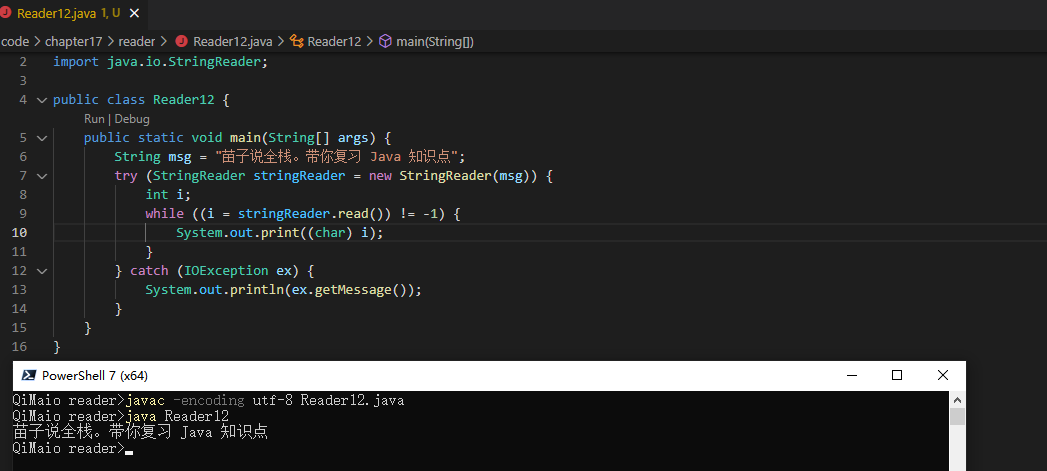 Reader12.java 1, U
code > chapter17 > reader > Reader12.java > Reader12 > main(String[])
2 import java.io.StringReader;
3
4 public class Reader12 {
Run | Debug
5 public static void main(String[] args) {
6 String msg = "苗子说全栈。带你复习 Java 知识点";
7 try (StringReader stringReader = new StringReader(msg)) {
8 int i;
9 while ((i = stringReader.read()) != -1) {
10 System.out.print((char) i);
11 }
12 } catch (IOException ex) {
13 System.out.println(ex.getMessage());
14 }
15 }
16 }
PowerShell 7 (x64)
QiMaio reader>javac -encoding utf-8 Reader12.java
QiMaio reader>java Reader12
苗子说全栈。带你复习 Java 知识点
QiMaio reader>